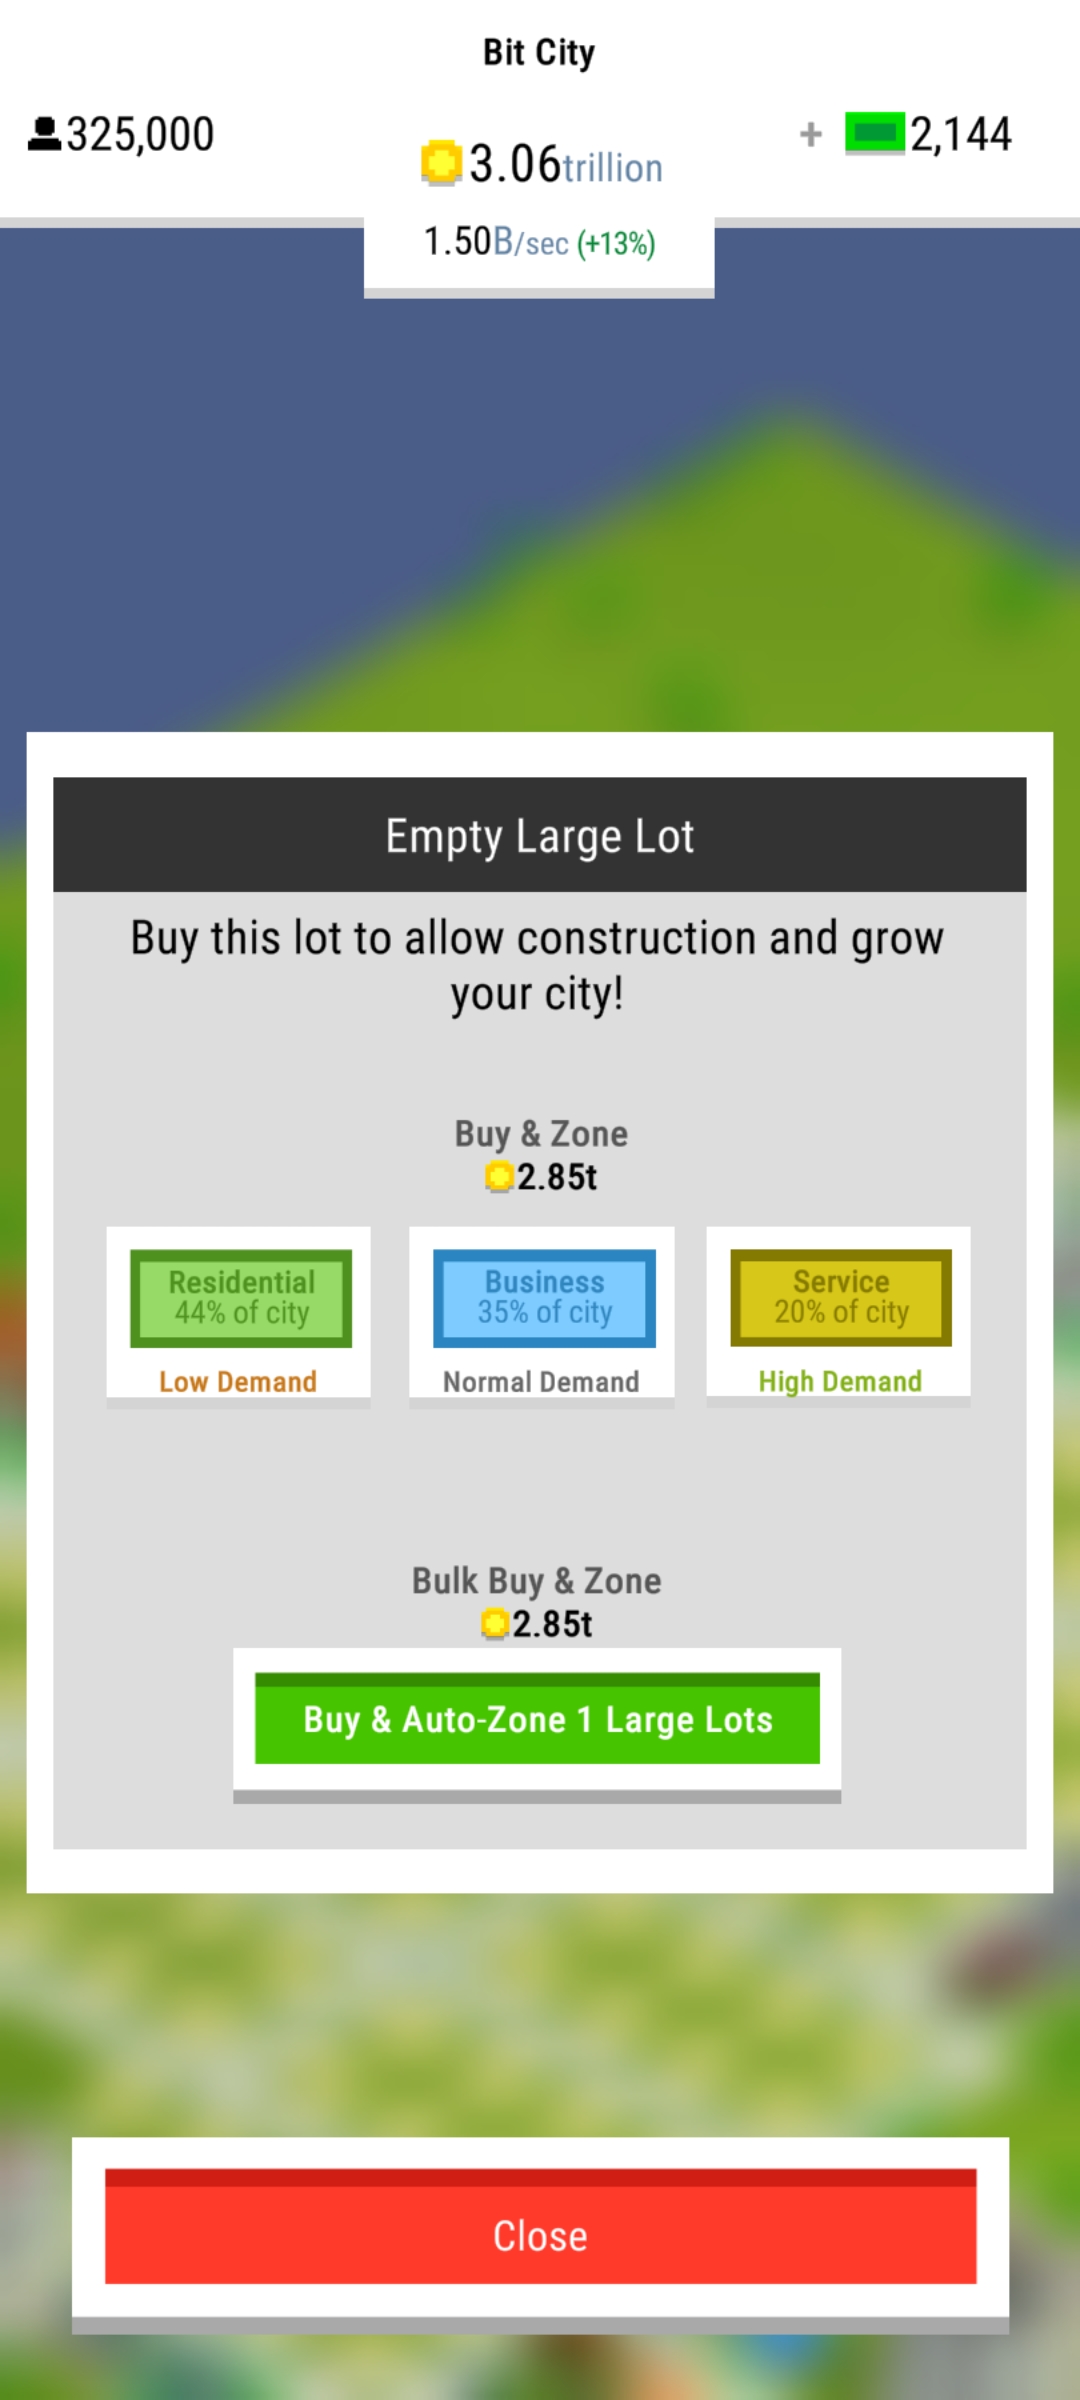 Bit City
325,000
3.06trillion
+ 2,144
1.50B/sec (+13%)
Empty Large Lot
Buy this lot to allow construction and grow
your city!
Buy & Zone
2.85t
Residential
44% of city
Low Demand
Business
35% of city
Normal Demand
Service
20% of city
High Demand
Bulk Buy & Zone
2.85t
Buy & Auto-Zone 1 Large Lots
Close